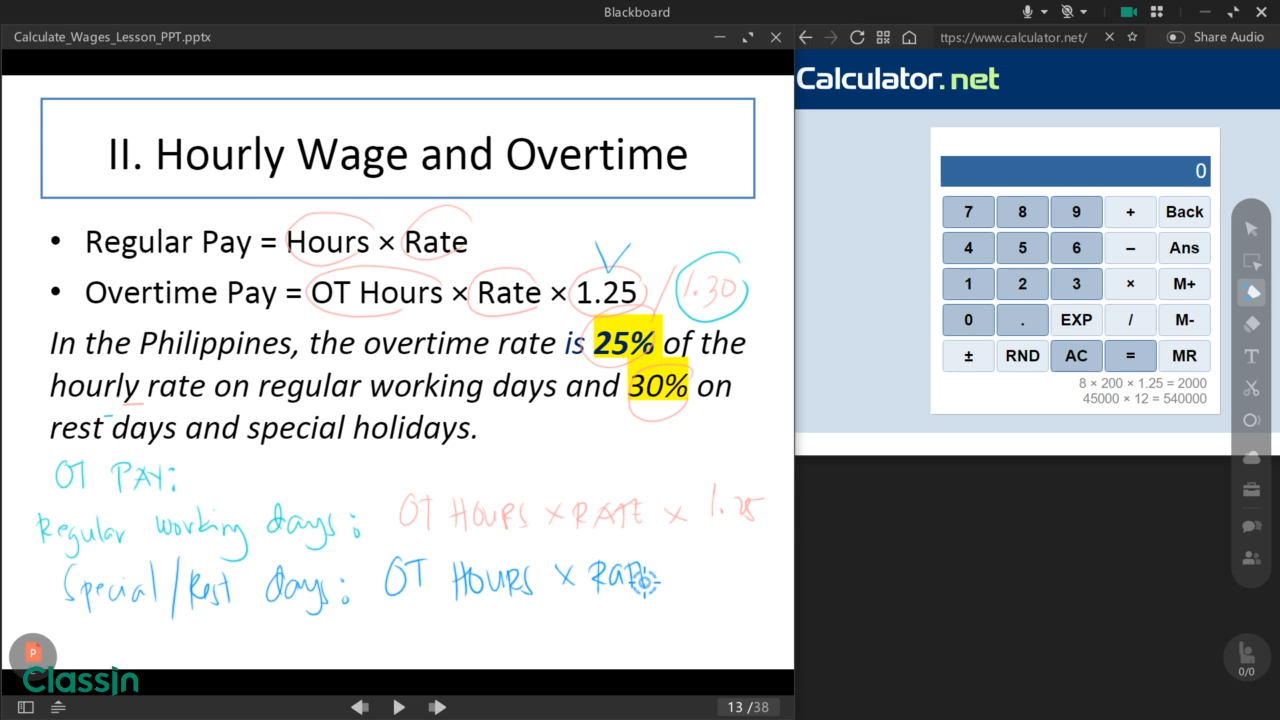 Blackboard
Calculate_Wages_Lesson_PPT.pptx
ttps://www.calculator.net/
Share Audio
Calculator.net
II. Hourly Wage and Overtime
• Regular Pay = Hours × Rate
• Overtime Pay = OT Hours × Rate × 1.25 / 1.30
In the Philippines, the overtime rate is 25% of the
hourly rate on regular working days and 30% on
rest days and special holidays.
OT PAY:
Regular working days: OT HOURS × RATE × 1.25
Special/Rest days: OT HOURS × RA
0
7 8 9 + Back
4 5 6 – Ans
1 2 3 × M+
0 . EXP / M-
± RND AC = MR
8 × 200 × 1.25 = 2000
45000 × 12 = 540000
T
P
ClassIn
13 /38
0/0